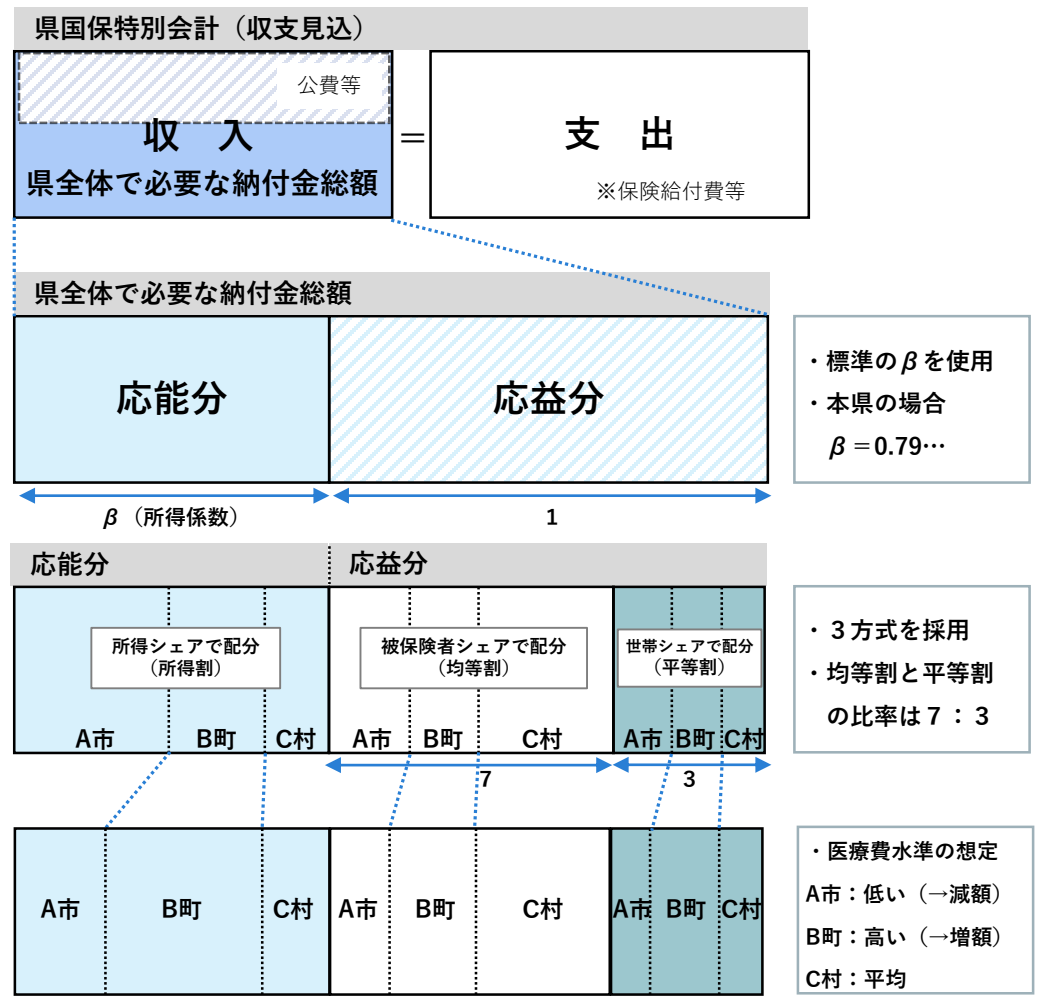 県国保特別会計（収支見込）
公費等
収　入
県全体で必要な納付金総額
＝
支　出
※保険給付費等
県全体で必要な納付金総額
応能分
応益分
・標準のβを使用
・本県の場合
β＝0.79…
β（所得係数）
1
応能分
応益分
所得シェアで配分
（所得割）
被保険者シェアで配分
（均等割）
世帯シェアで配分
（平等割）
A市
B町
C村
A市
B町
C村
A市
B町
C村
7
3
・３方式を採用
・均等割と平等割
の比率は７：３
A市
B町
C村
A市
B町
C村
A市
B町
C村
・医療費水準の想定
A市：低い（→減額）
B町：高い（→増額）
C村：平均